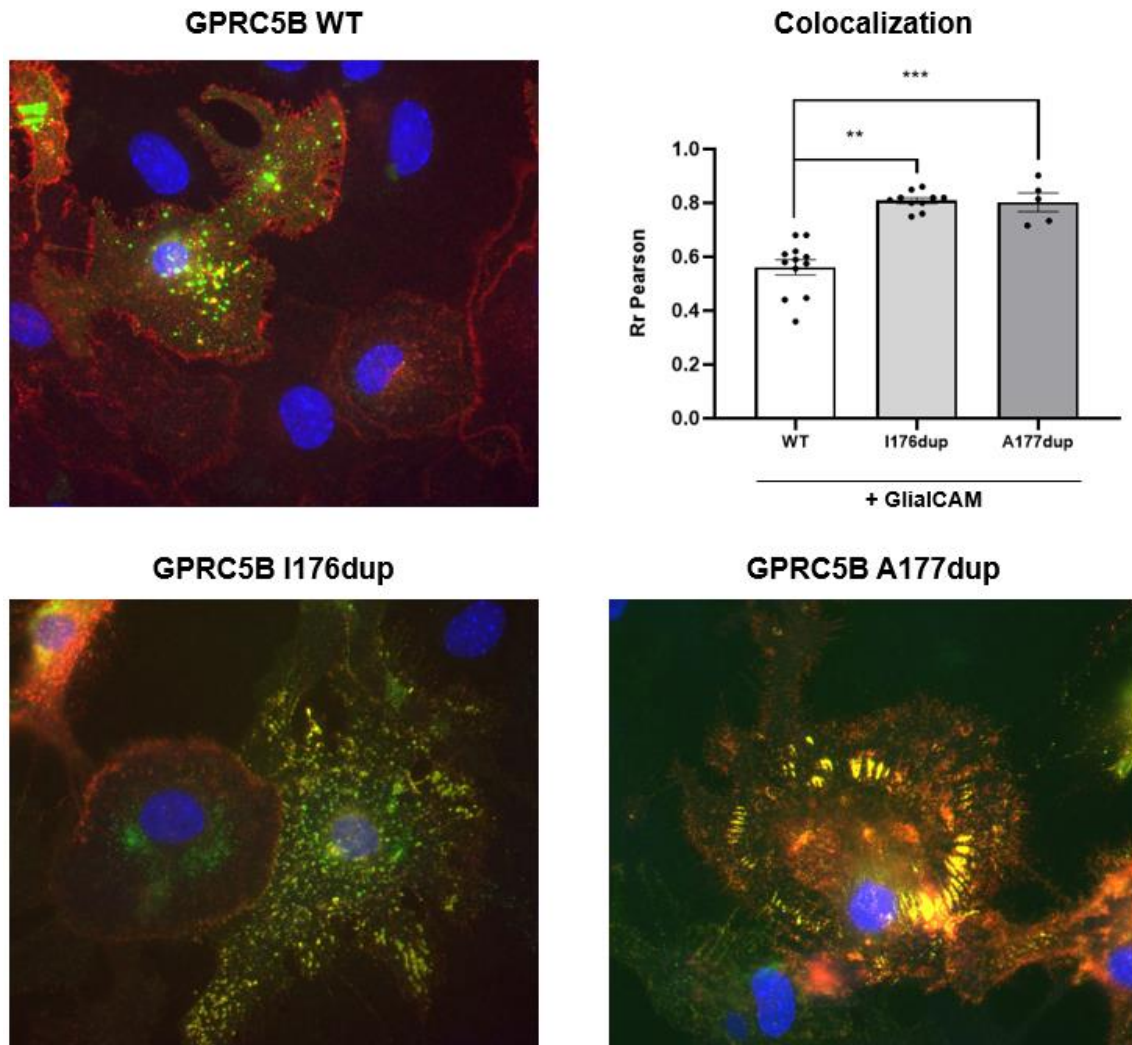 GPRC5B WT
Colocalization
***
**
Rr Pearson
1.0
0.8
0.6
0.4
0.2
0.0
WT
I176dup
A177dup
+ GlialCAM
GPRC5B I176dup
GPRC5B A177dup